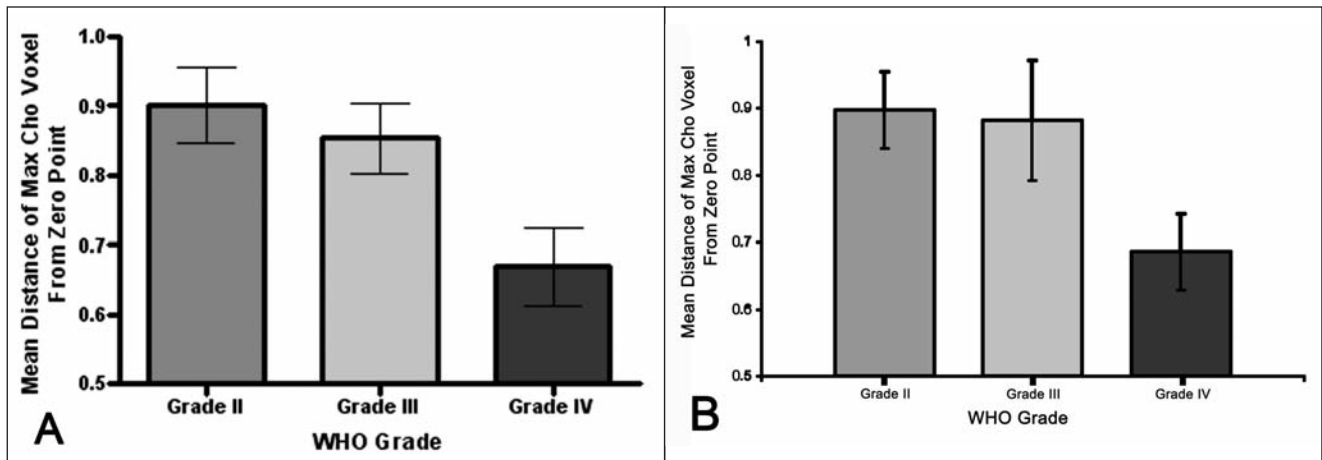 Mean Distance of Max Cho Voxel
From Zero Point
1.0
0.9
0.8
0.7
0.6
0.5
Grade II
Grade III
Grade IV
WHO Grade
A
Mean Distance of Max Cho Voxel
From Zero Point
1
0.9
0.8
0.7
0.6
0.5
Grade II
Grade III
Grade IV
WHO Grade
B